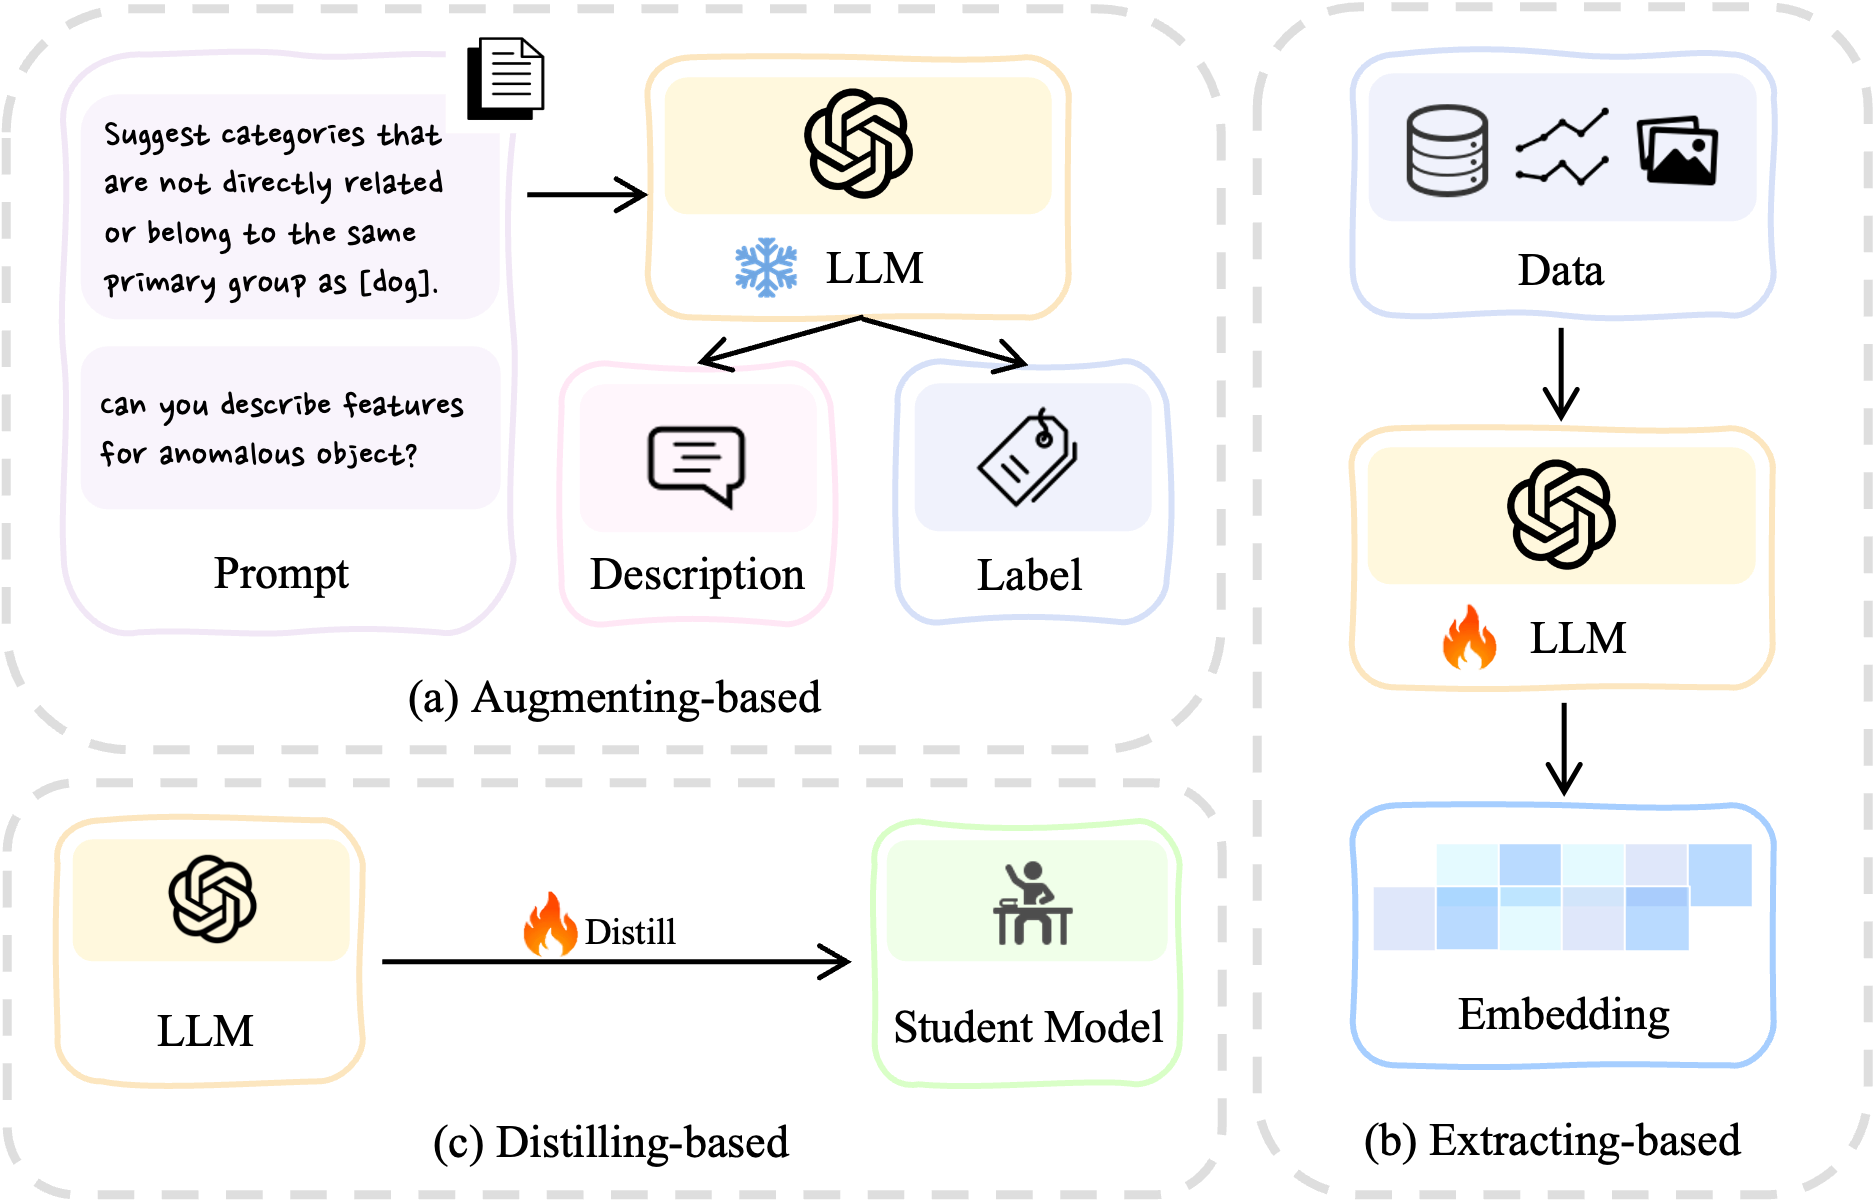 Suggest categories that
are not directly related
or belong to the same
primary group as [dog].
can you describe features
for anomalous object?
Prompt
LLM
Description
Label
(a) Augmenting-based
Data
LLM
Embedding
(b) Extracting-based
LLM
Distill
Student Model
(c) Distilling-based